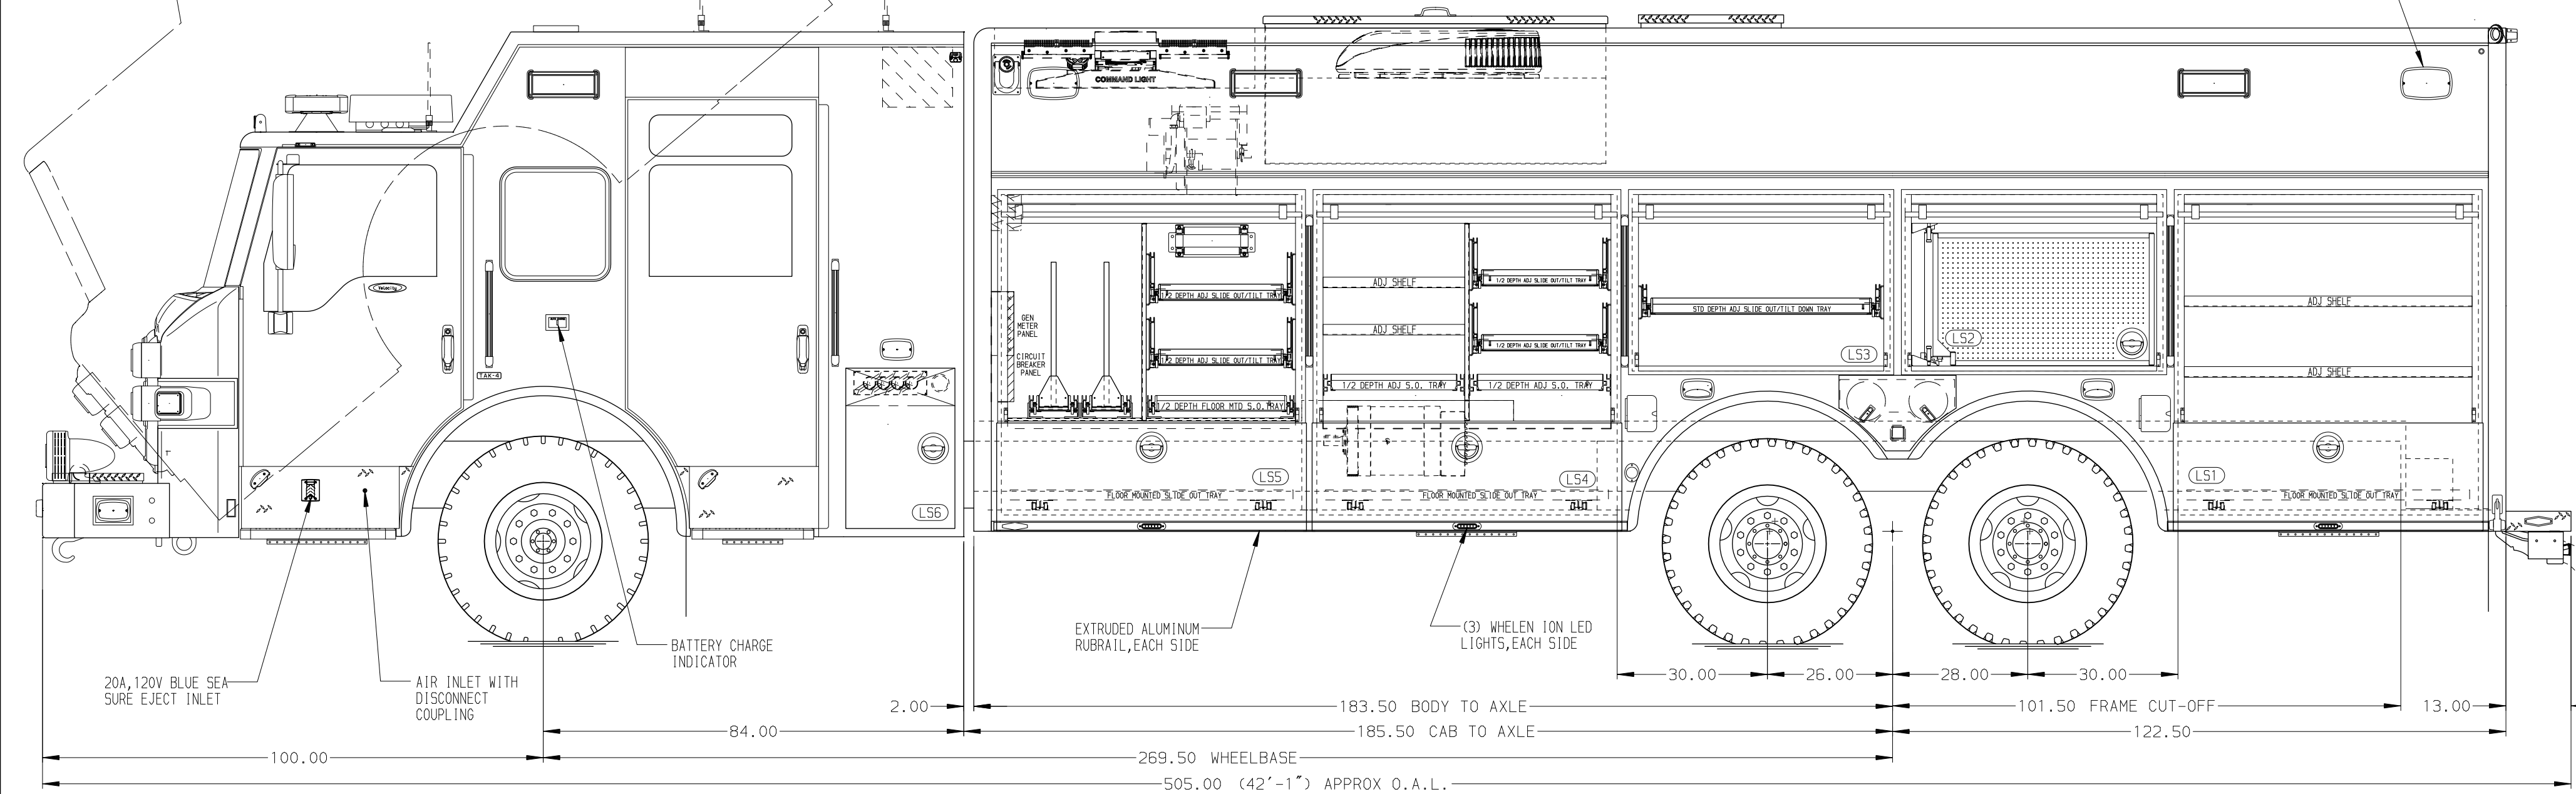 COMMAND LIGHT
Velocity
TAK-4
GEN
METER
PANEL
CIRCUIT
BREAKER
PANEL
1/2 DEPTH ADJ SLIDE OUT/TILT TRAY
1/2 DEPTH ADJ SLIDE OUT/TILT TRAY
1/2 DEPTH FLOOR MTD S.O. TRAY
ADJ SHELF
ADJ SHELF
1/2 DEPTH ADJ S.O. TRAY
1/2 DEPTH ADJ SLIDE OUT/TILT TRAY
1/2 DEPTH ADJ SLIDE OUT/TILT TRAY
1/2 DEPTH ADJ S.O. TRAY
STD DEPTH ADJ SLIDE OUT/TILT DOWN TRAY
LS3
LS2
ADJ SHELF
ADJ SHELF
LS6
LS5
FLOOR MOUNTED SLIDE OUT TRAY
LS4
FLOOR MOUNTED SLIDE OUT TRAY
LS1
FLOOR MOUNTED SLIDE OUT TRAY
20A,120V BLUE SEA
SURE EJECT INLET
AIR INLET WITH
DISCONNECT
COUPLING
BATTERY CHARGE
INDICATOR
EXTRUDED ALUMINUM
RUBRAIL,EACH SIDE
(3) WHELEN ION LED
LIGHTS,EACH SIDE
30.00
26.00
28.00
30.00
2.00
183.50 BODY TO AXLE
101.50 FRAME CUT-OFF
13.00
84.00
185.50 CAB TO AXLE
122.50
100.00
269.50 WHEELBASE
505.00 (42'-1") APPROX O.A.L.